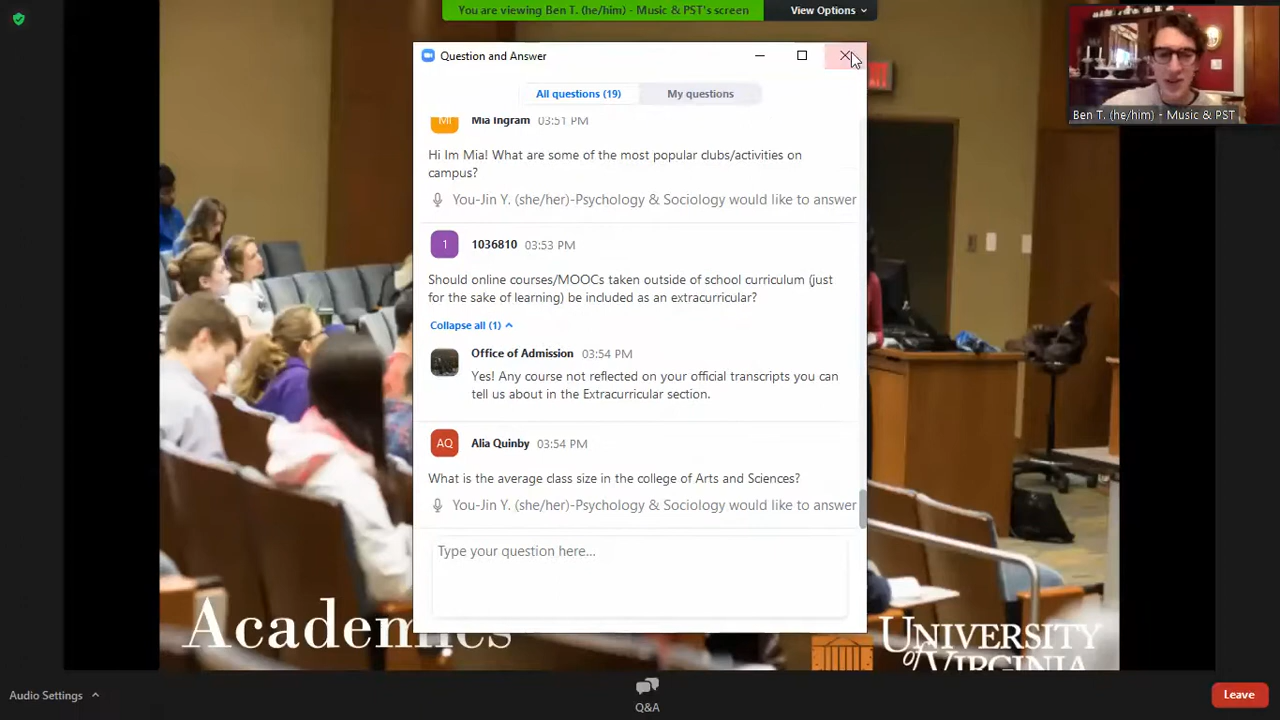 You are viewing Ben T. (he/him) - Music & PST's screen
View Options
Question and Answer
Ben T. (he/him) - Music & PST
All questions (19)
My questions
MI
Mia Ingram 03:51 PM
Hi Im Mia! What are some of the most popular clubs/activities on
campus?
You-Jin Y. (she/her)-Psychology & Sociology would like to answer
1
1036810 03:53 PM
Should online courses/MOOCs taken outside of school curriculum (just
for the sake of learning) be included as an extracurricular?
Collapse all (1)
Office of Admission 03:54 PM
Yes! Any course not reflected on your official transcripts you can
tell us about in the Extracurricular section.
AQ
Alia Quinby 03:54 PM
What is the average class size in the college of Arts and Sciences?
You-Jin Y. (she/her)-Psychology & Sociology would like to answer
Type your question here...
Academics
UNIVERSITY
of VIRGINIA
Audio Settings
Q&A
Leave